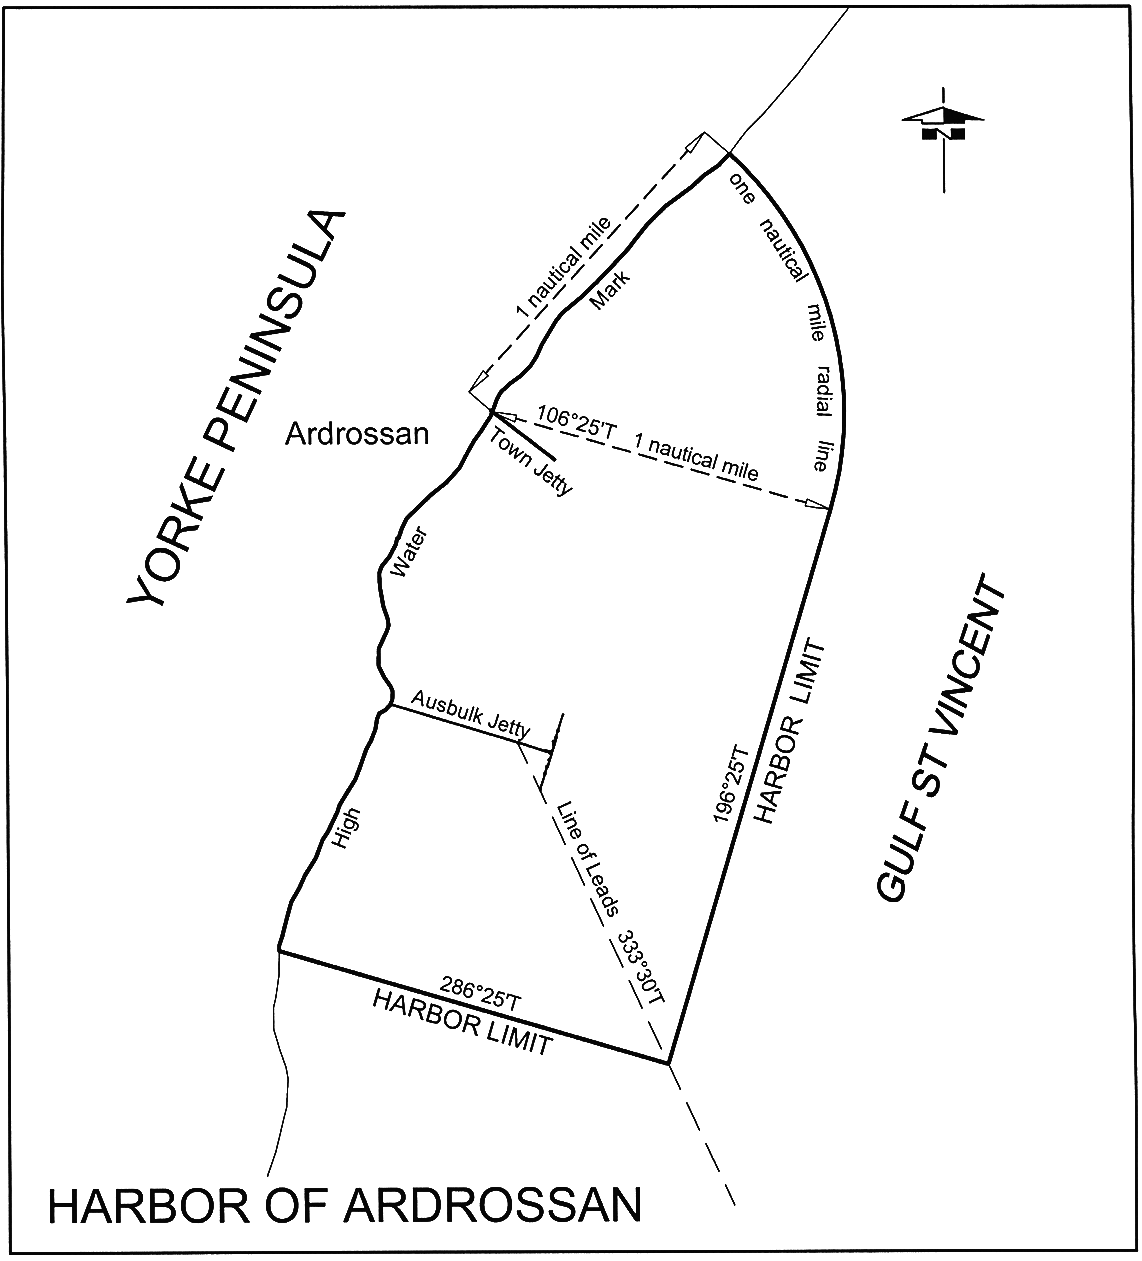 N
one nautical mile radial line
1 nautical mile
Mark
YORKE PENINSULA
Ardrossan
106°25'T 1 nautical mile
Town Jetty
Water
GULF ST VINCENT
HARBOR LIMIT
196°25'T
Ausbulk Jetty
High
Line of Leads 333°30'T
286°25'T
HARBOR LIMIT
HARBOR OF ARDROSSAN